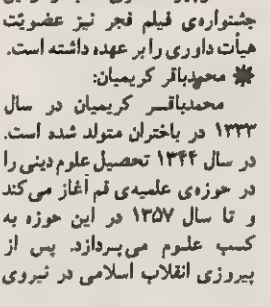 جشنواره‌ی فیلم فجر نیز عضویّت
هیأت داوری را بر عهده داشته است.
✹ محمدباقر کریمیان:
محمدباقر کریمیان در سال
۱۳۳۳ در باختران متولد شده است.
در سال ۱۳۴۴ تحصیل علوم دینی را
در حوزه‌ی علمیه‌ی قم آغاز می‌کند
و تا سال ۱۳۵۷ در این حوزه به
کسب علوم می‌پردازد. پس از
پیروزی انقلاب اسلامی در نیروی